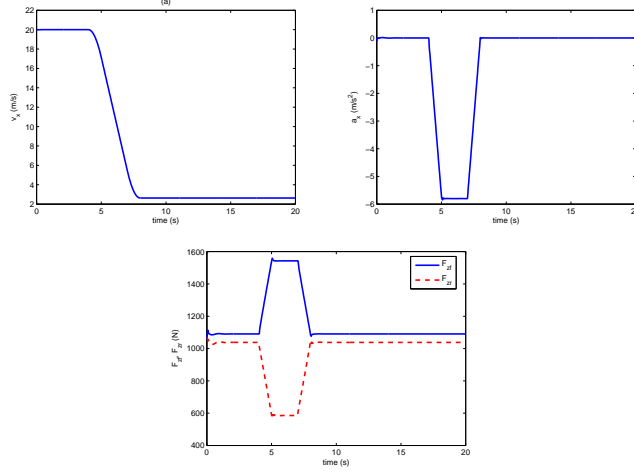 (a)
22
20
18
16
14
12
10
8
6
4
2
v_x (m/s)
0 5 10 15 20
time (s)
1
0
−1
−2
−3
−4
−5
−6
a_x (m/s²)
0 5 10 15 20
time (s)
1600
1400
1200
1000
800
600
400
F_zf, F_zr (N)
F_zf
F_zr
0 5 10 15 20
time (s)